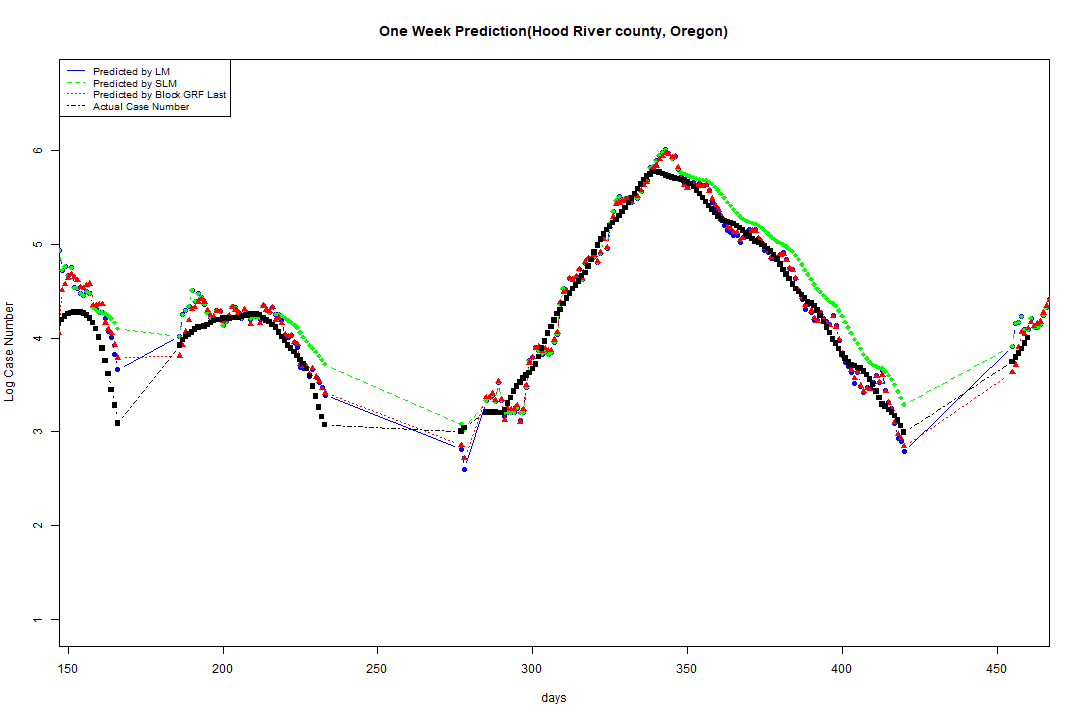 One Week Prediction(Hood River county, Oregon)
Predicted by LM
Predicted by SLM
Predicted by Block GRF Last
Actual Case Number
Log Case Number
6
5
4
3
2
1
150 200 250 300 350 400 450
days